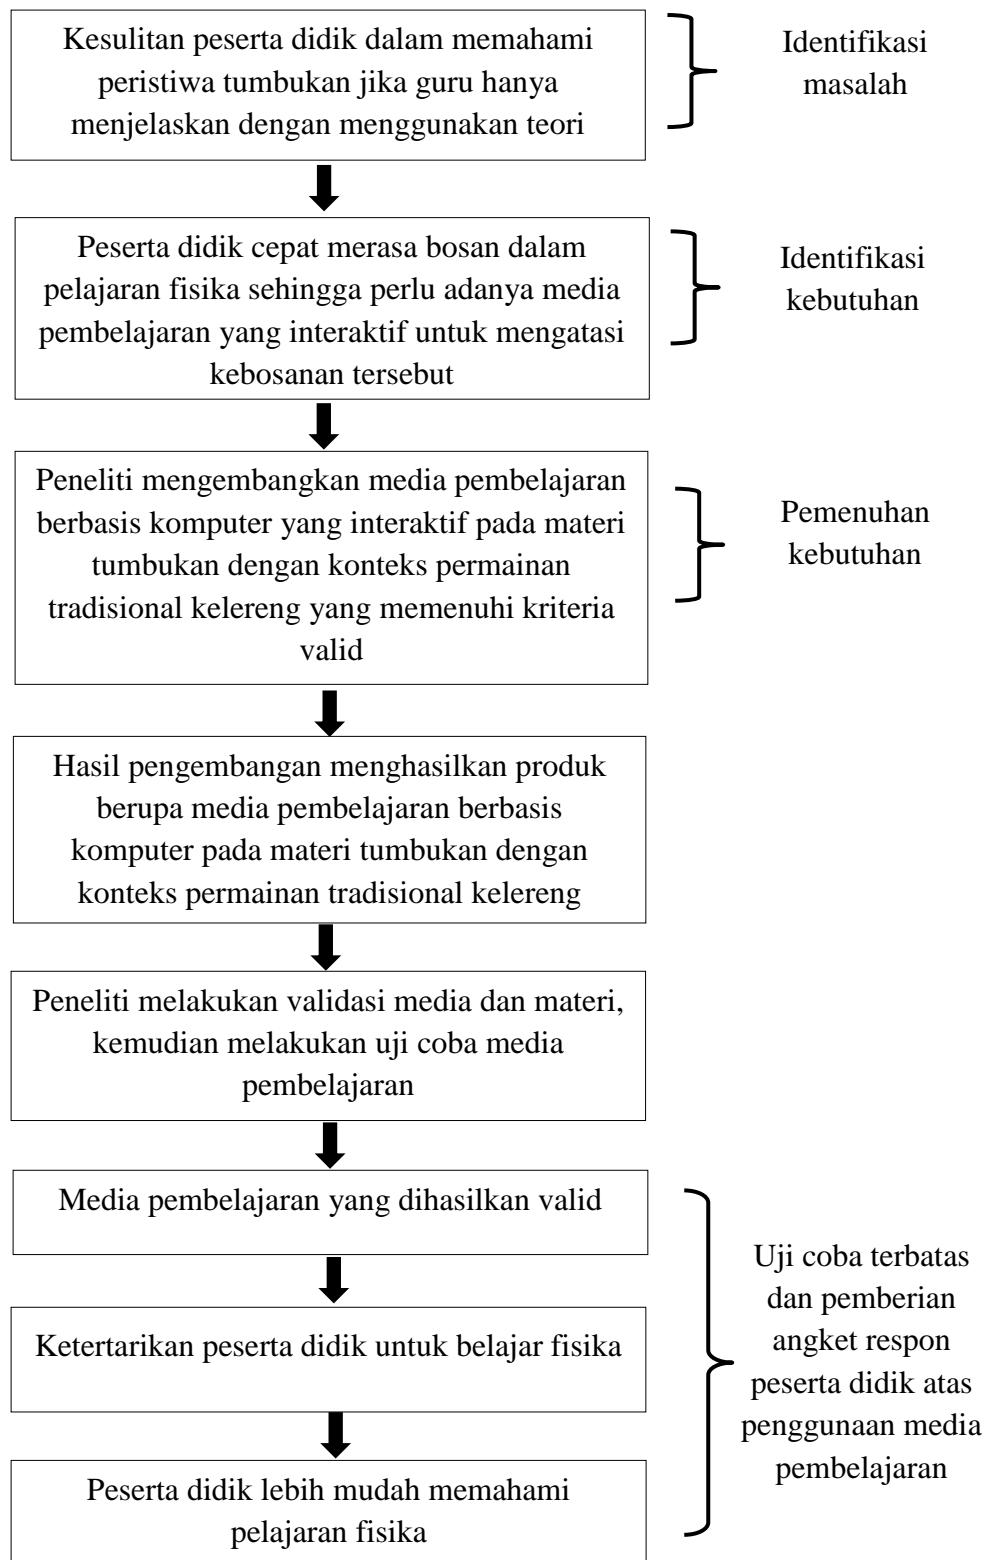 Kesulitan peserta didik dalam memahami
peristiwa tumbukan jika guru hanya
menjelaskan dengan menggunakan teori
Identifikasi
masalah
Peserta didik cepat merasa bosan dalam
pelajaran fisika sehingga perlu adanya media
pembelajaran yang interaktif untuk mengatasi
kebosanan tersebut
Identifikasi
kebutuhan
Peneliti mengembangkan media pembelajaran
berbasis komputer yang interaktif pada materi
tumbukan dengan konteks permainan
tradisional kelereng yang memenuhi kriteria
valid
Pemenuhan
kebutuhan
Hasil pengembangan menghasilkan produk
berupa media pembelajaran berbasis
komputer pada materi tumbukan dengan
konteks permainan tradisional kelereng
Peneliti melakukan validasi media dan materi,
kemudian melakukan uji coba media
pembelajaran
Media pembelajaran yang dihasilkan valid
Ketertarikan peserta didik untuk belajar fisika
Peserta didik lebih mudah memahami
pelajaran fisika
Uji coba terbatas
dan pemberian
angket respon
peserta didik atas
penggunaan media
pembelajaran